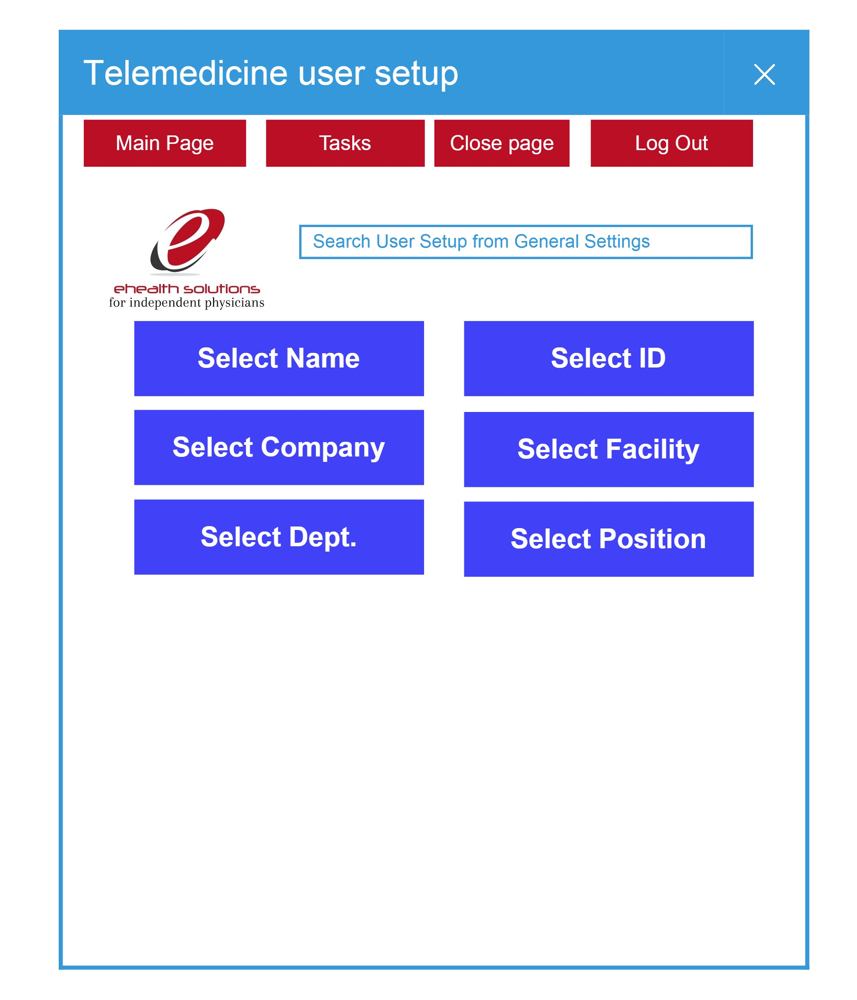 Telemedicine user setup
Main Page
Tasks
Close page
Log Out
Search User Setup from General Settings
ehealth solutions
for independent physicians
Select Name
Select ID
Select Company
Select Facility
Select Dept.
Select Position